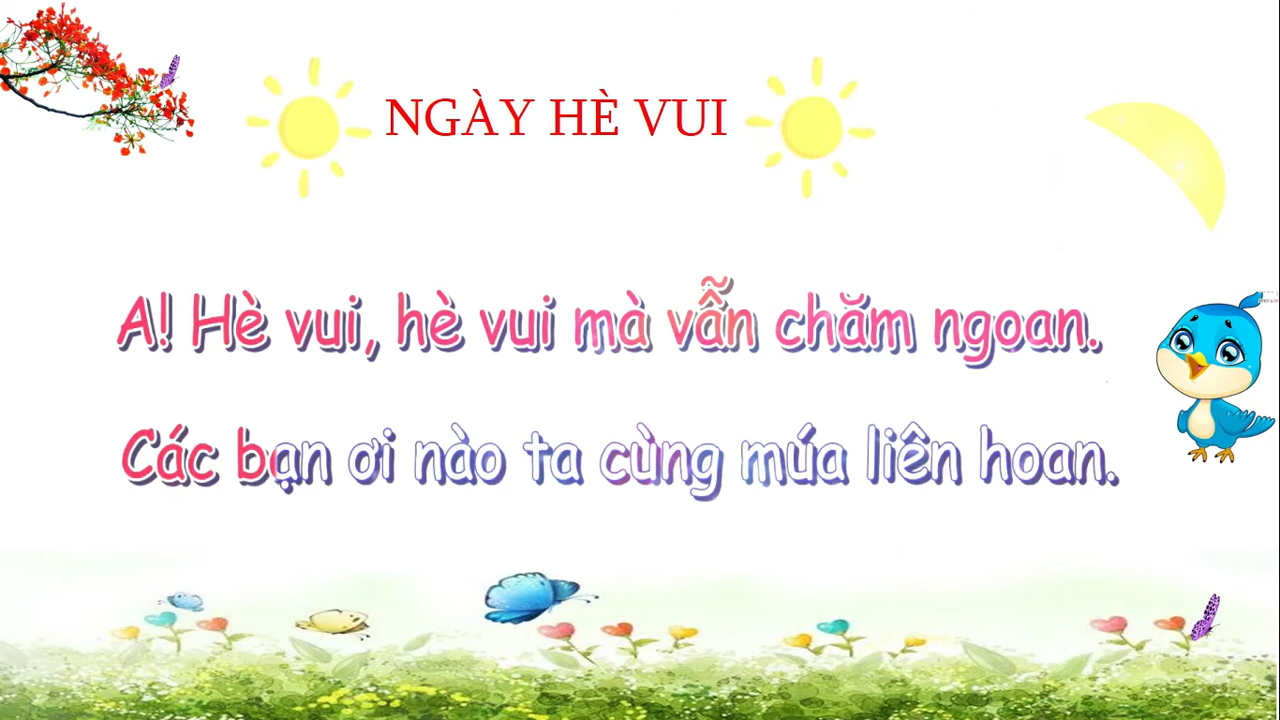 NGÀY HÈ VUI
A! Hè vui, hè vui mà vẫn chăm ngoan.
Các bạn ơi nào ta cùng múa liên hoan.